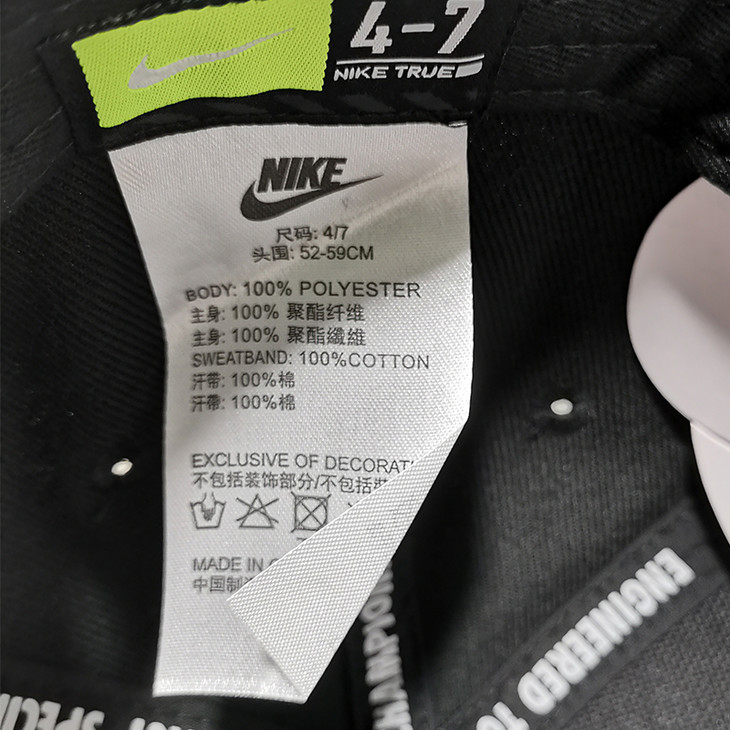 4-7
NIKE TRUE
NIKE
尺码: 4/7
头围: 52-59CM
BODY: 100% POLYESTER
主身: 100% 聚酯纤维
主身: 100% 聚酯纖維
SWEATBAND: 100%COTTON
汗带: 100%棉
汗帶: 100%棉
EXCLUSIVE OF
不包括装饰部分/不包括
MADE IN
中国制
ENGINEERED TO